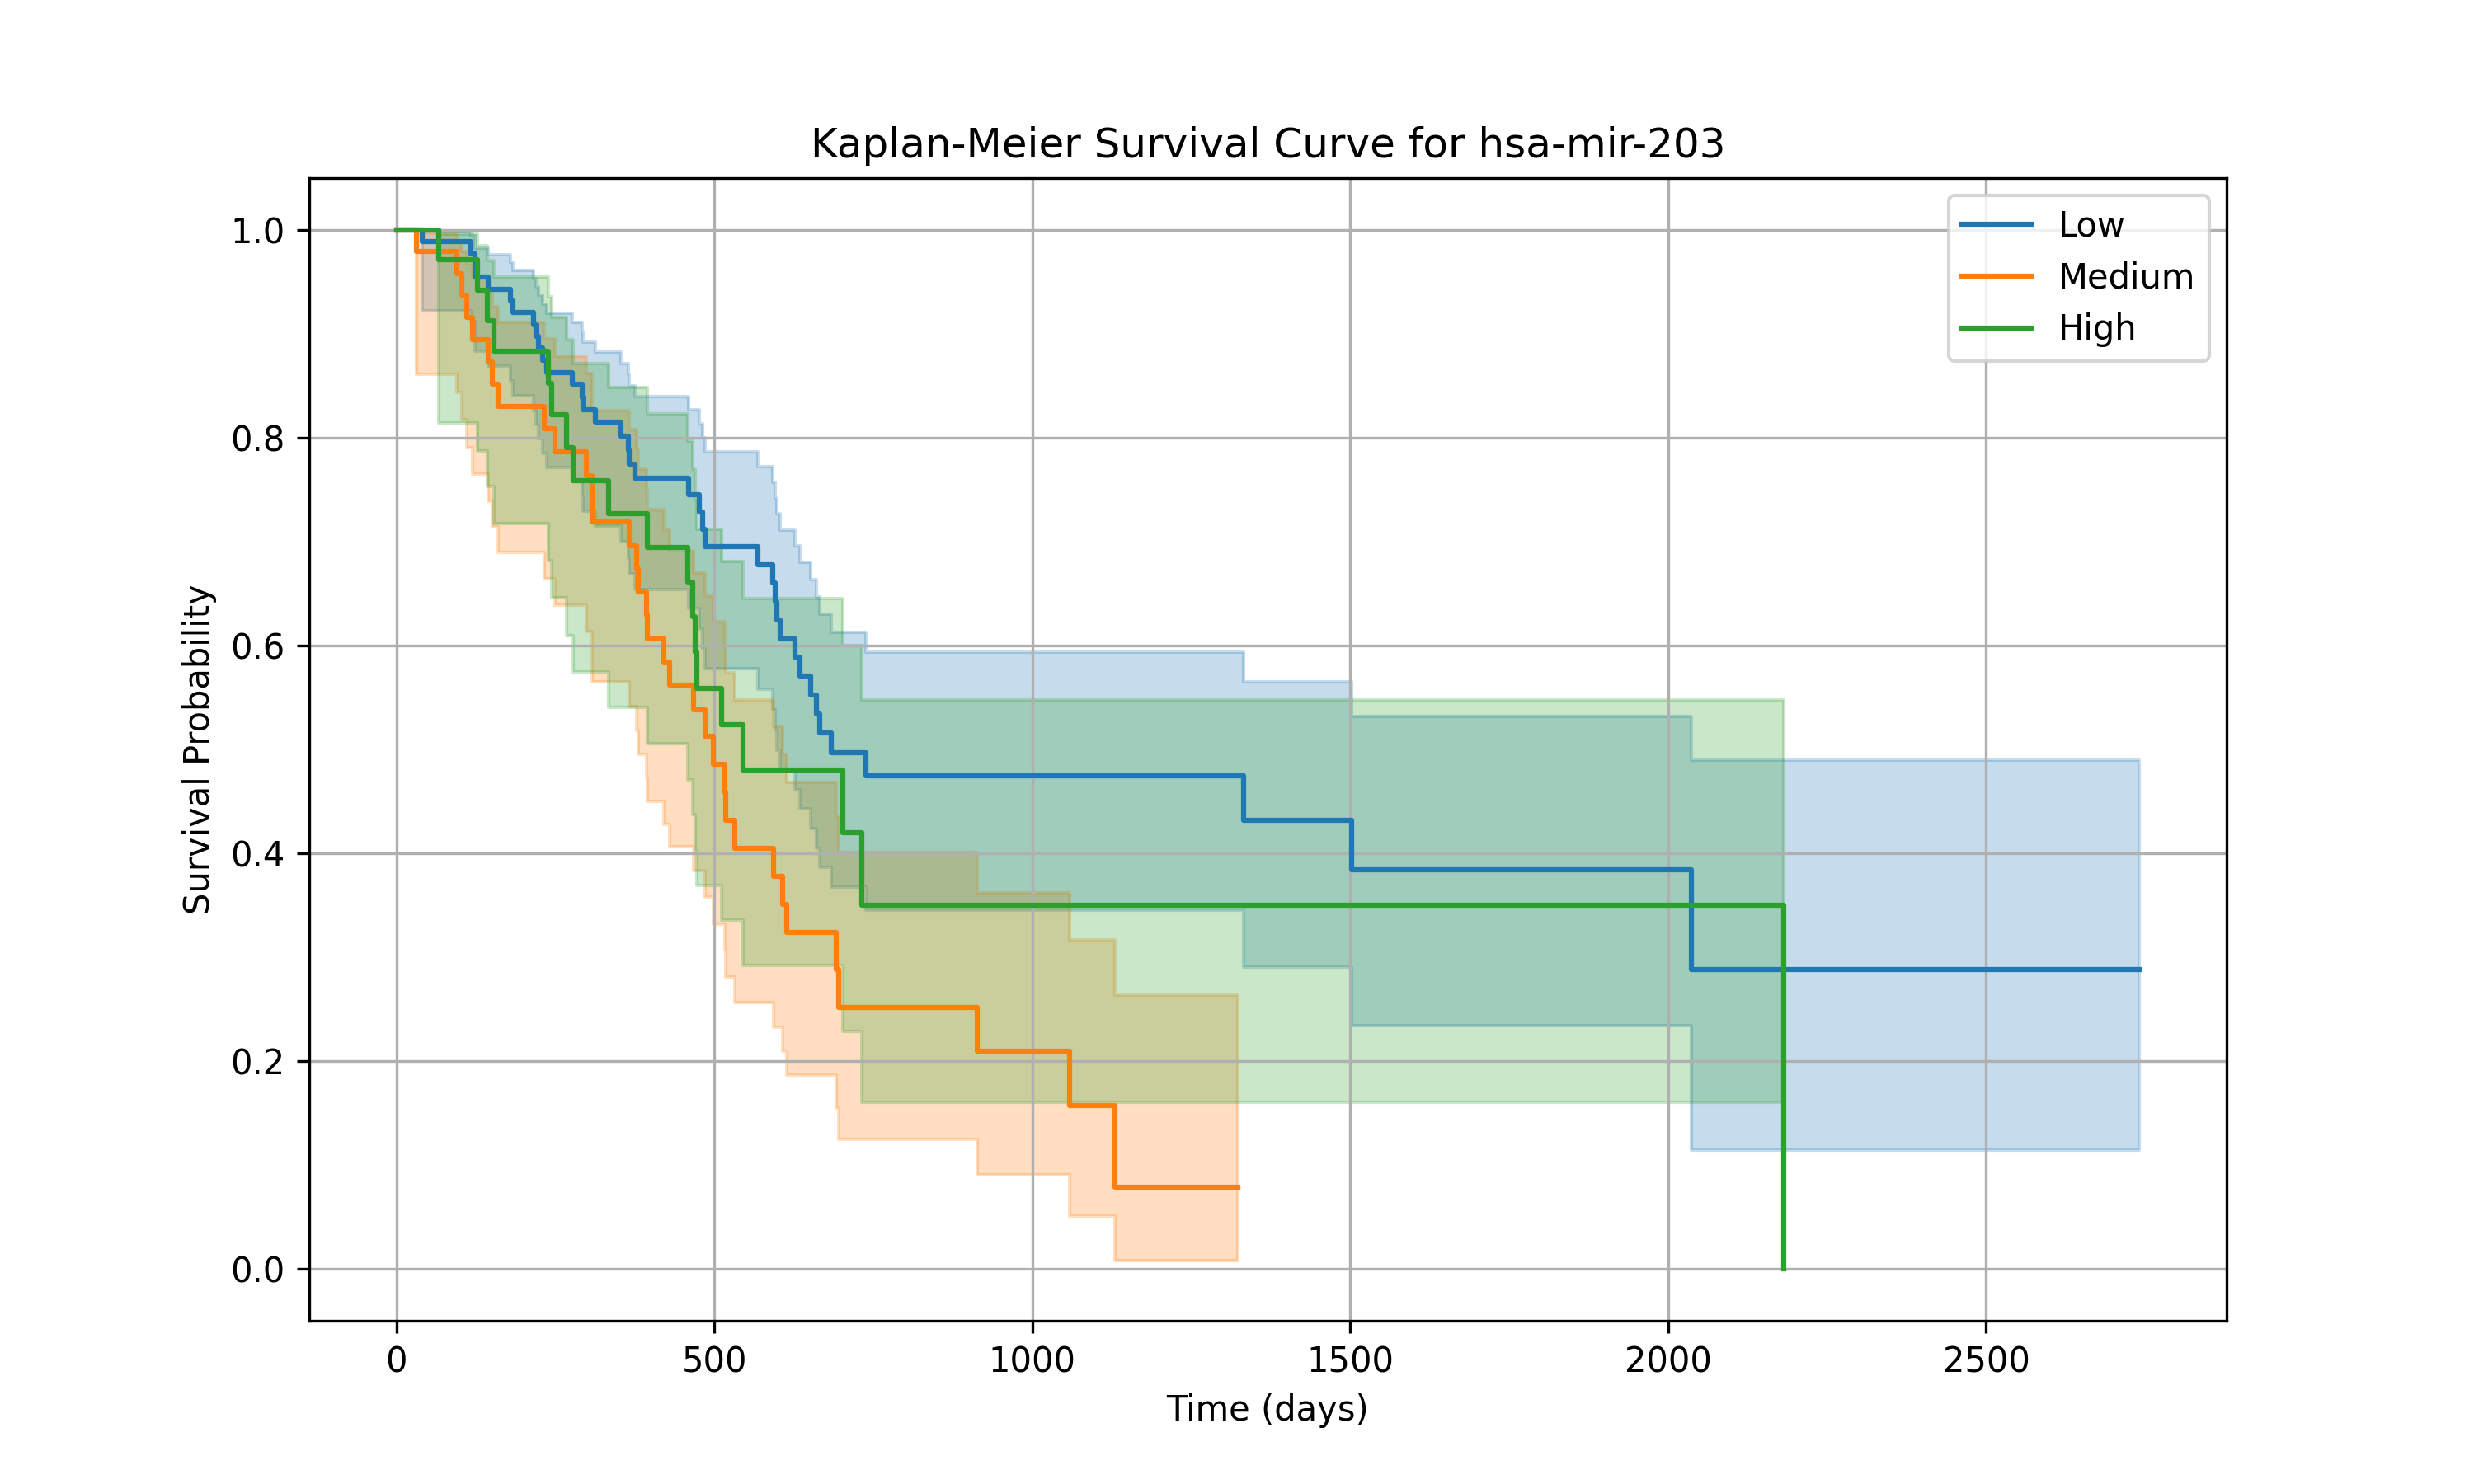 Kaplan-Meier Survival Curve for hsa-mir-203
Low
Medium
High
1.0
0.8
0.6
0.4
0.2
0.0
Survival Probability
0 500 1000 1500 2000 2500
Time (days)